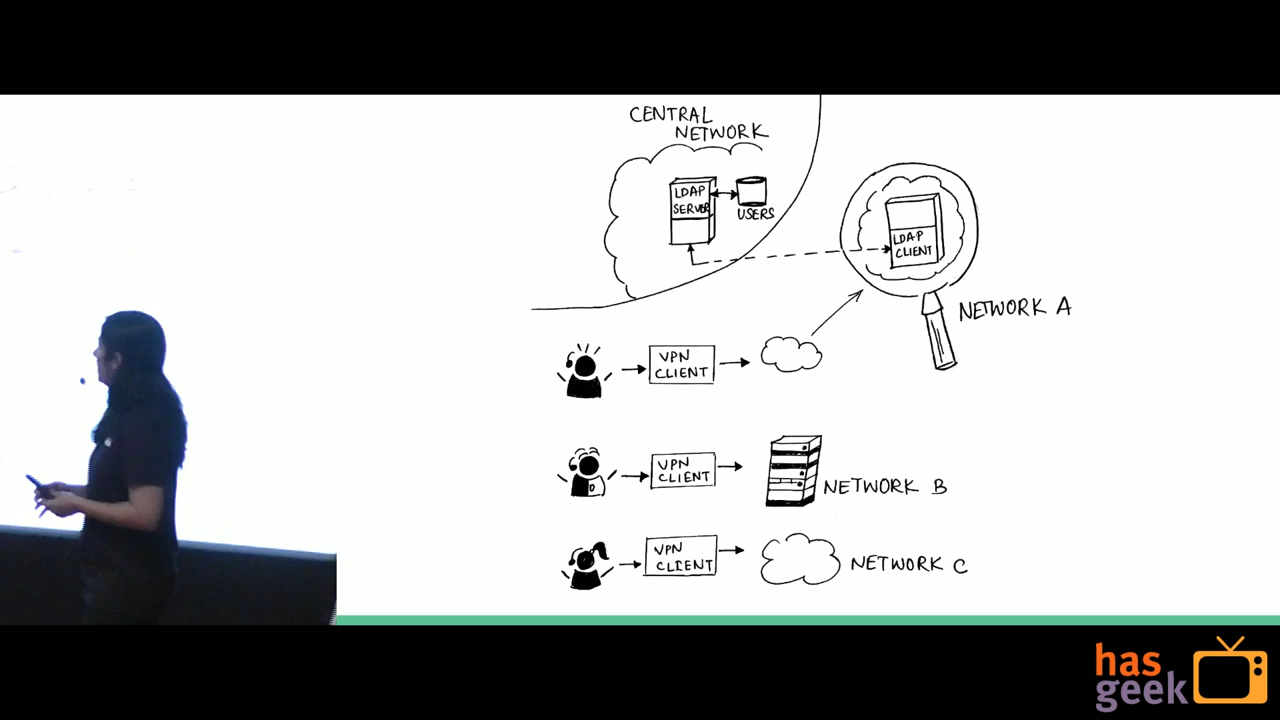 CENTRAL
NETWORK
LDAP
SERVER
USERS
LDAP
CLIENT
NETWORK A
VPN
CLIENT
VPN
CLIENT
NETWORK B
VPN
CLIENT
NETWORK C
has
geek